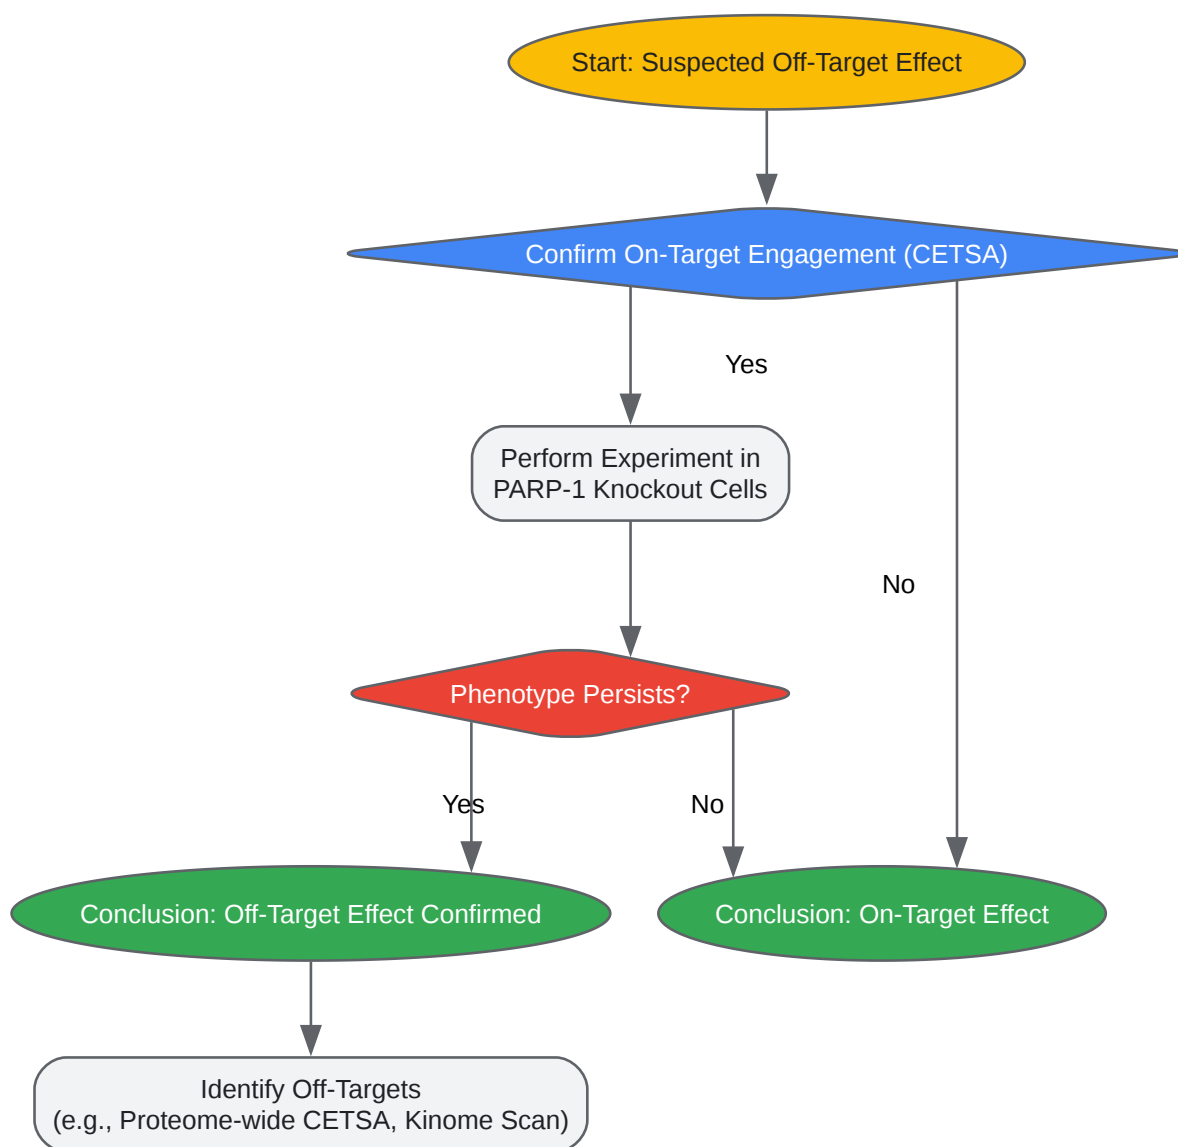 Start: Suspected Off-Target Effect
Confirm On-Target Engagement (CETSA)
Yes
Perform Experiment in
PARP-1 Knockout Cells
No
Phenotype Persists?
Yes
No
Conclusion: Off-Target Effect Confirmed
Conclusion: On-Target Effect
Identify Off-Targets
(e.g., Proteome-wide CETSA, Kinome Scan)